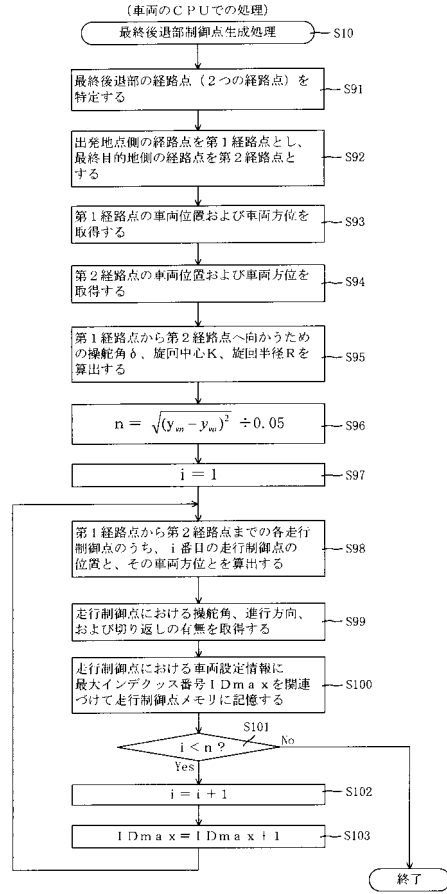 (車両のCPUでの処理)
最終後退部制御点生成処理
S10
最終後退部の経路点（2つの経路点）を
特定する
S91
出発地点側の経路点を第1経路点とし、
最終目的地側の経路点を第2経路点と
する
S92
第1経路点の車両位置および車両方位を
取得する
S93
第2経路点の車両位置および車両方位を
取得する
S94
第1経路点から第2経路点へ向かうため
の操舵角δ、旋回中心K、旋回半径Rを
算出する
S95
n = √(y_vn − y_vo)² ÷ 0.05
S96
i = 1
S97
第1経路点から第2経路点までの各走行
制御点のうち、i番目の走行制御点の
位置と、その車両方位とを算出する
S98
走行制御点における操舵角、進行方向、
および切り返しの有無を取得する
S99
走行制御点における車両設定情報に
最大インデックス番号IDmaxを関連
づけて走行制御点メモリに記憶する
S100
S101
i < n ?
No
Yes
i = i + 1
S102
IDmax = IDmax + 1
S103
終了